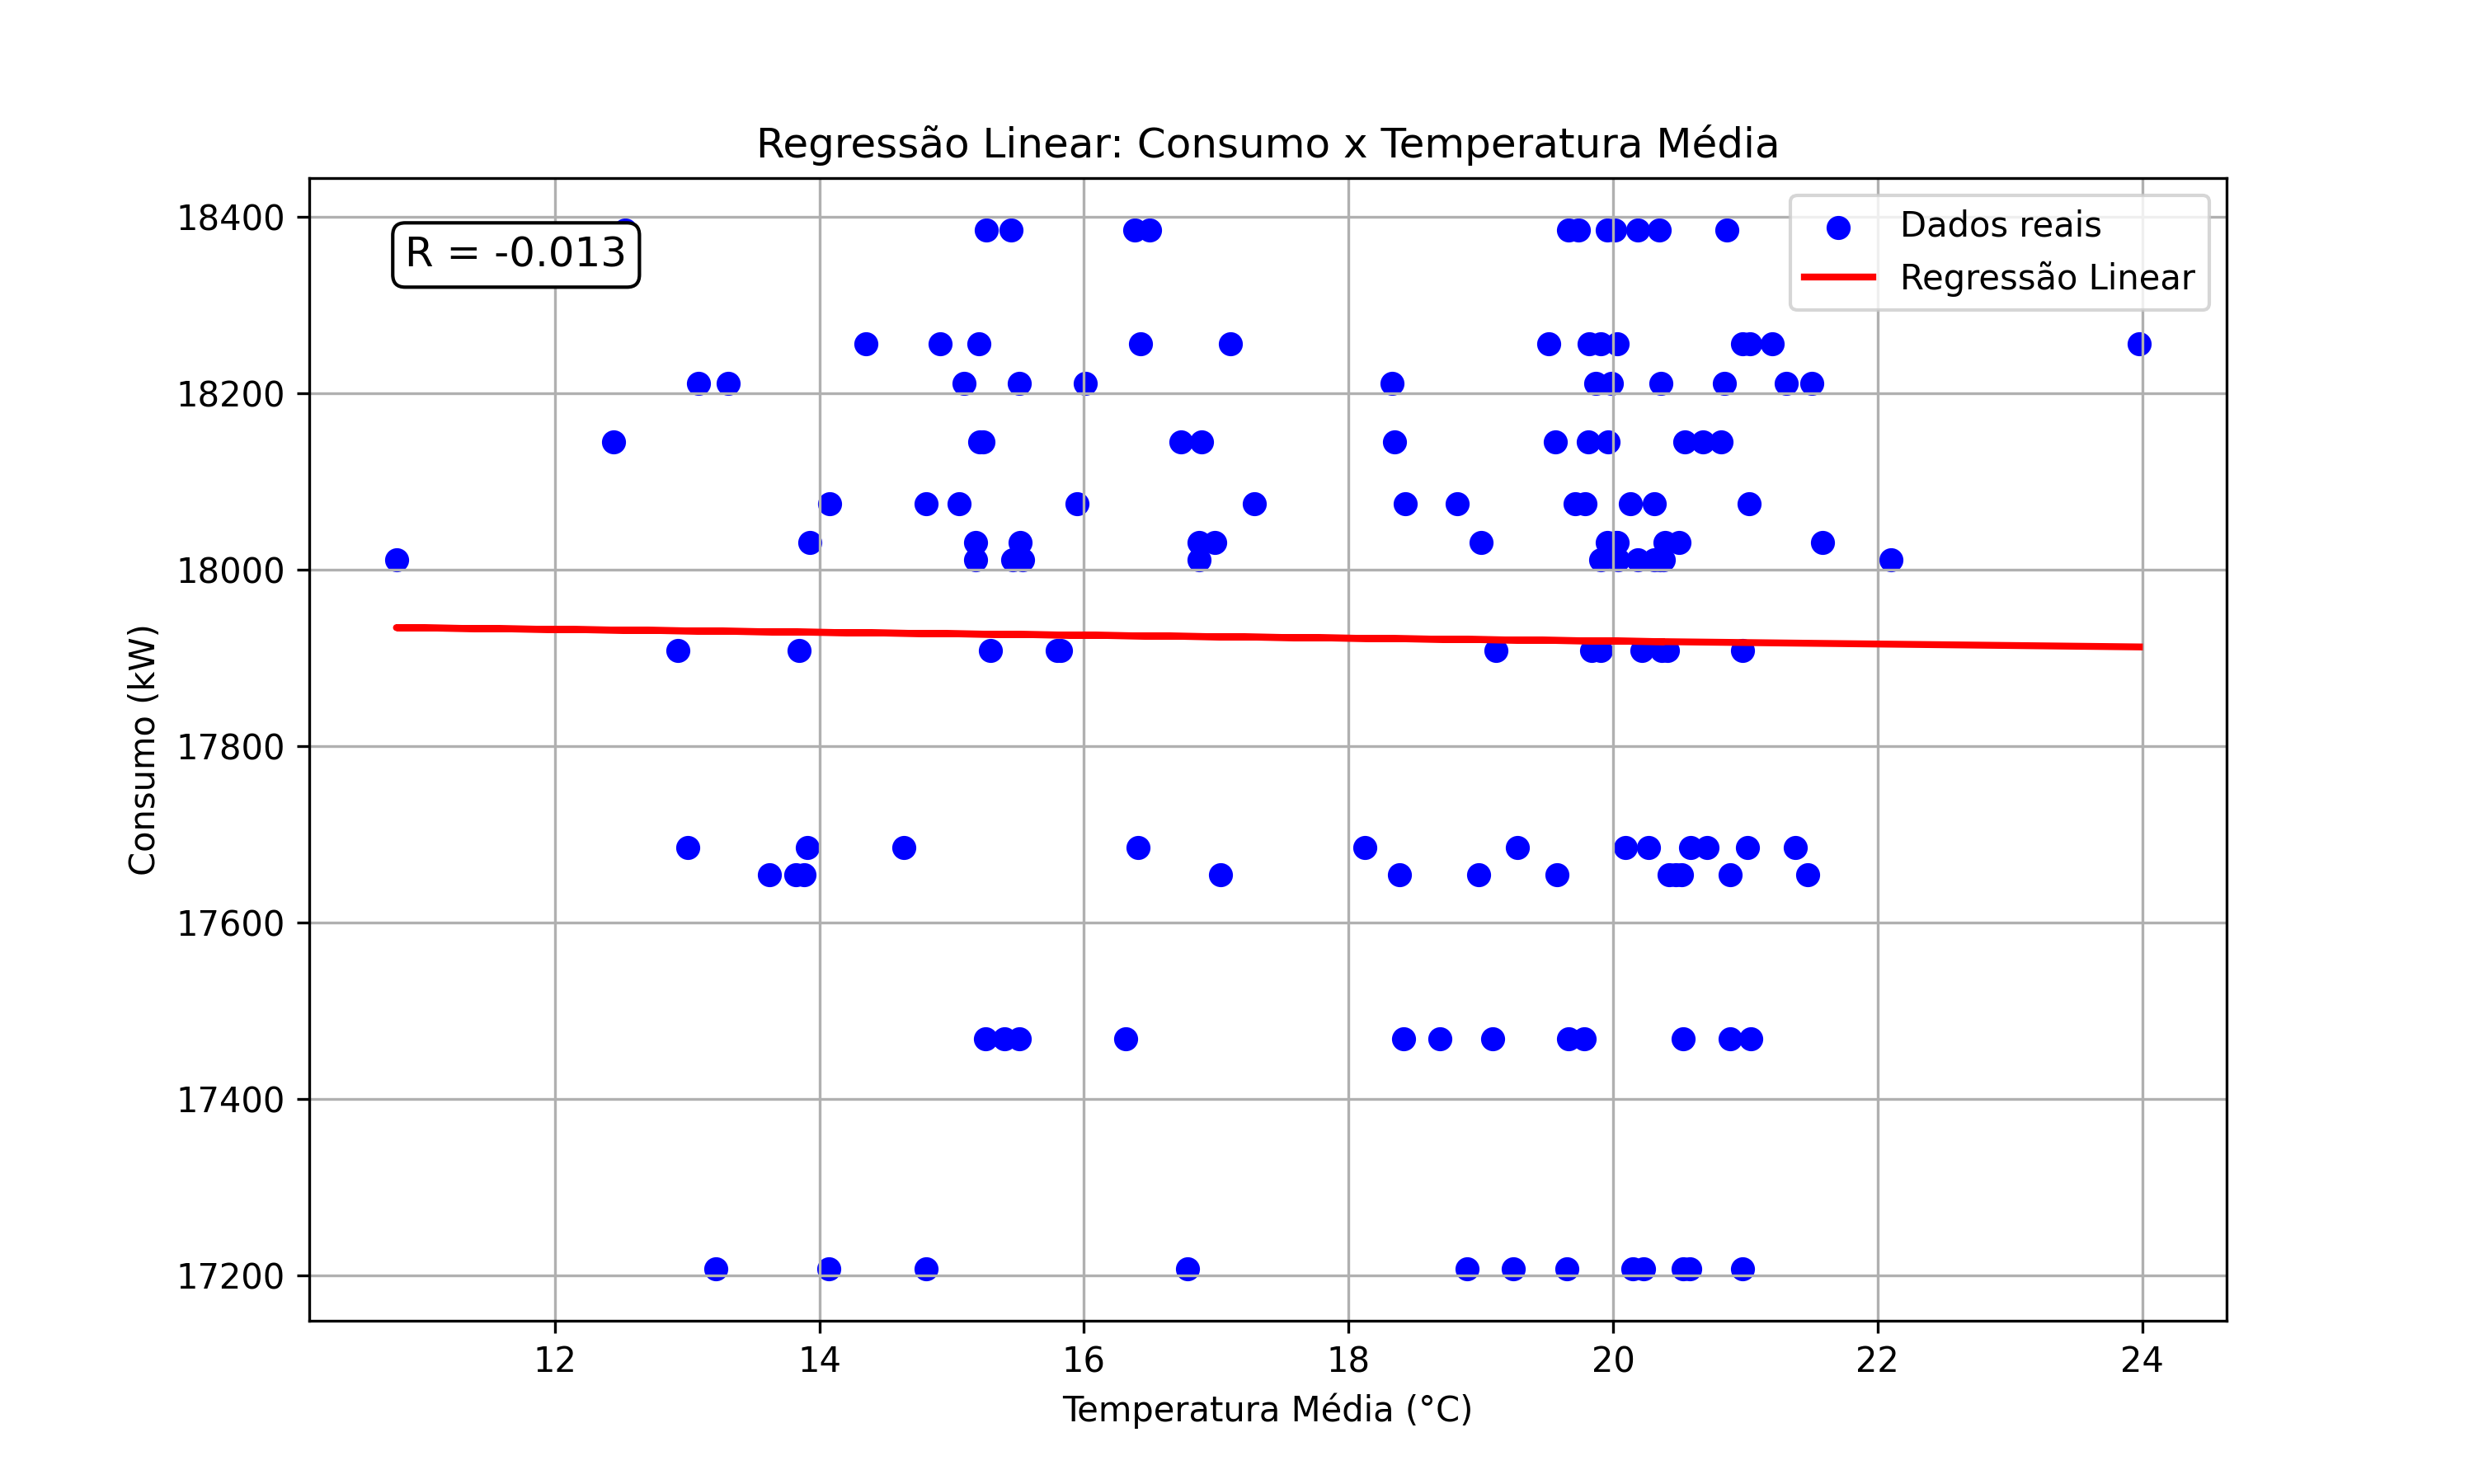 Regressão Linear: Consumo x Temperatura Média
18400
18200
18000
17800
17600
17400
17200
Consumo (kW)
R = -0.013
Dados reais
Regressão Linear
12 14 16 18 20 22 24
Temperatura Média (°C)